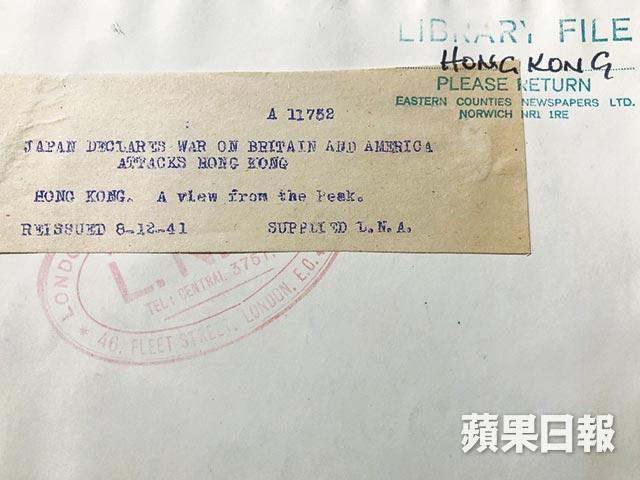 LIBRARY FILE
HONG KONG
PLEASE RETURN
EASTERN COUNTIES NEWSPAPERS LTD.
NORWICH NR1 1RE
A 11752
JAPAN DECLARES WAR ON BRITAIN AND AMERICA
ATTACKS HONG KONG
HONG KONG. A view from the Peak.
REISSUED 8-12-41 SUPPLIED L.N.A.
TEL: CENTRAL 3761
46, FLEET STREET, LONDON, E.C.
蘋果日報